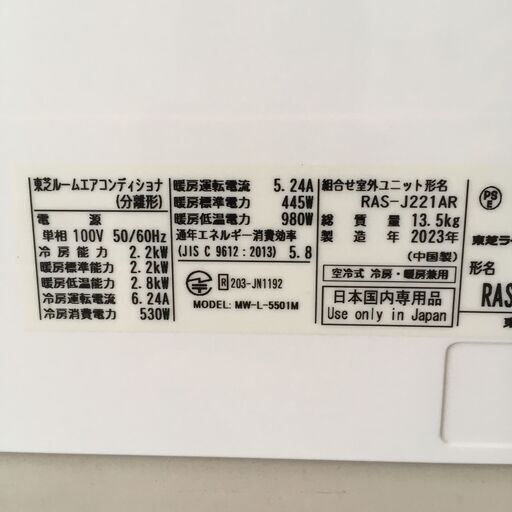 東芝ルームエアコンディショナ
(分離形)
電源
単相 100V 50/60Hz
冷房能力 2.2kW
暖房標準能力 2.2kW
暖房低温能力 2.8kW
冷房運転電流 6.24A
冷房消費電力 530W
暖房運転電流 5.24A
暖房標準電力 445W
暖房低温電力 980W
通年エネルギー消費効率
(JIS C 9612:2013) 5.8
R 203-JN1192
MODEL: MW-L-5501M
組合せ室外ユニット形名
RAS-J221AR
総質量 13.5kg
製造年 2023年
(中国製)
空冷式 冷房・暖房兼用
日本国内専用品
Use only in Japan
PS
E
東芝ラ
形名
RAS